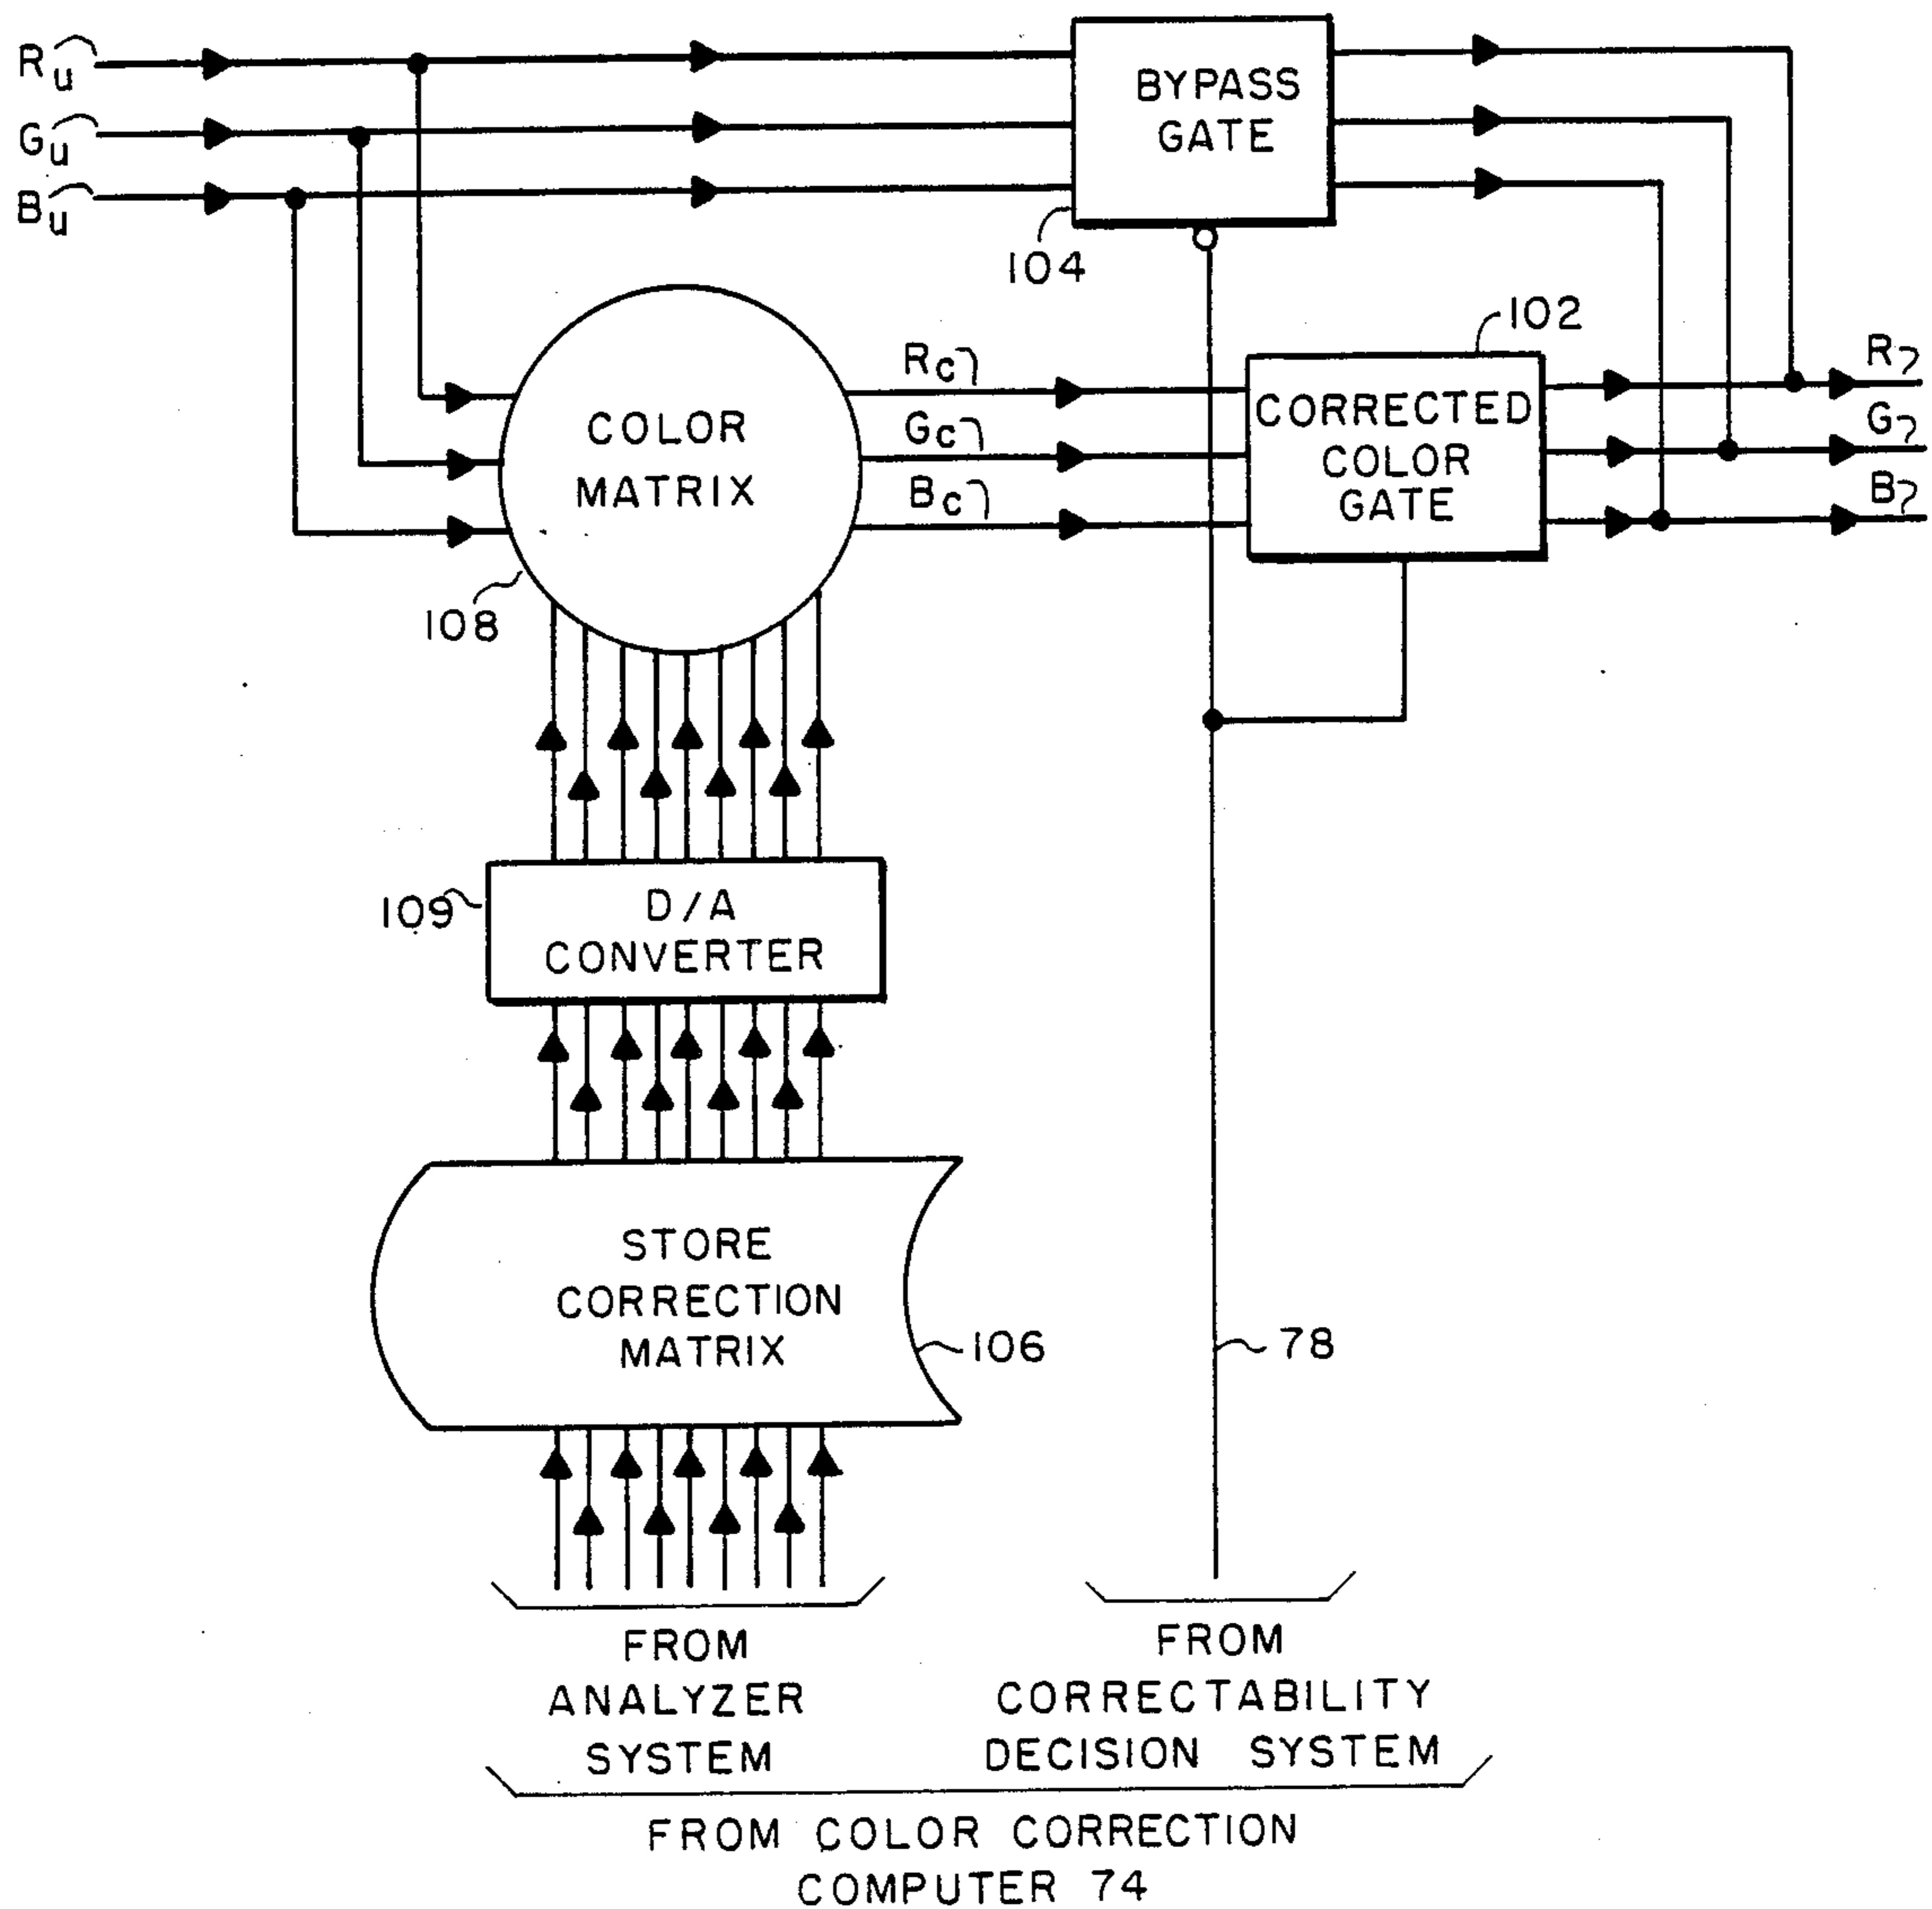 Ru
Gu
Bu
BYPASS
GATE
104
102
COLOR
MATRIX
108
Rc
Gc
Bc
CORRECTED
COLOR
GATE
R
G
B
109
D/A
CONVERTER
STORE
CORRECTION
MATRIX
106
78
FROM
ANALYZER
SYSTEM
FROM
CORRECTABILITY
DECISION SYSTEM
FROM COLOR CORRECTION
COMPUTER 74